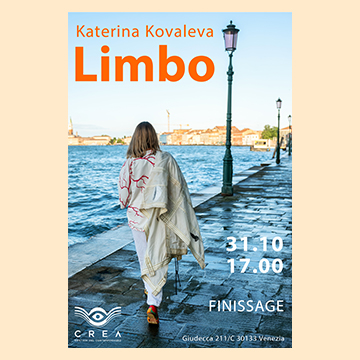 Katerina Kovaleva
Limbo
31.10
17.00
FINISSAGE
CREA
Giudecca 211/C 30133 Venezia